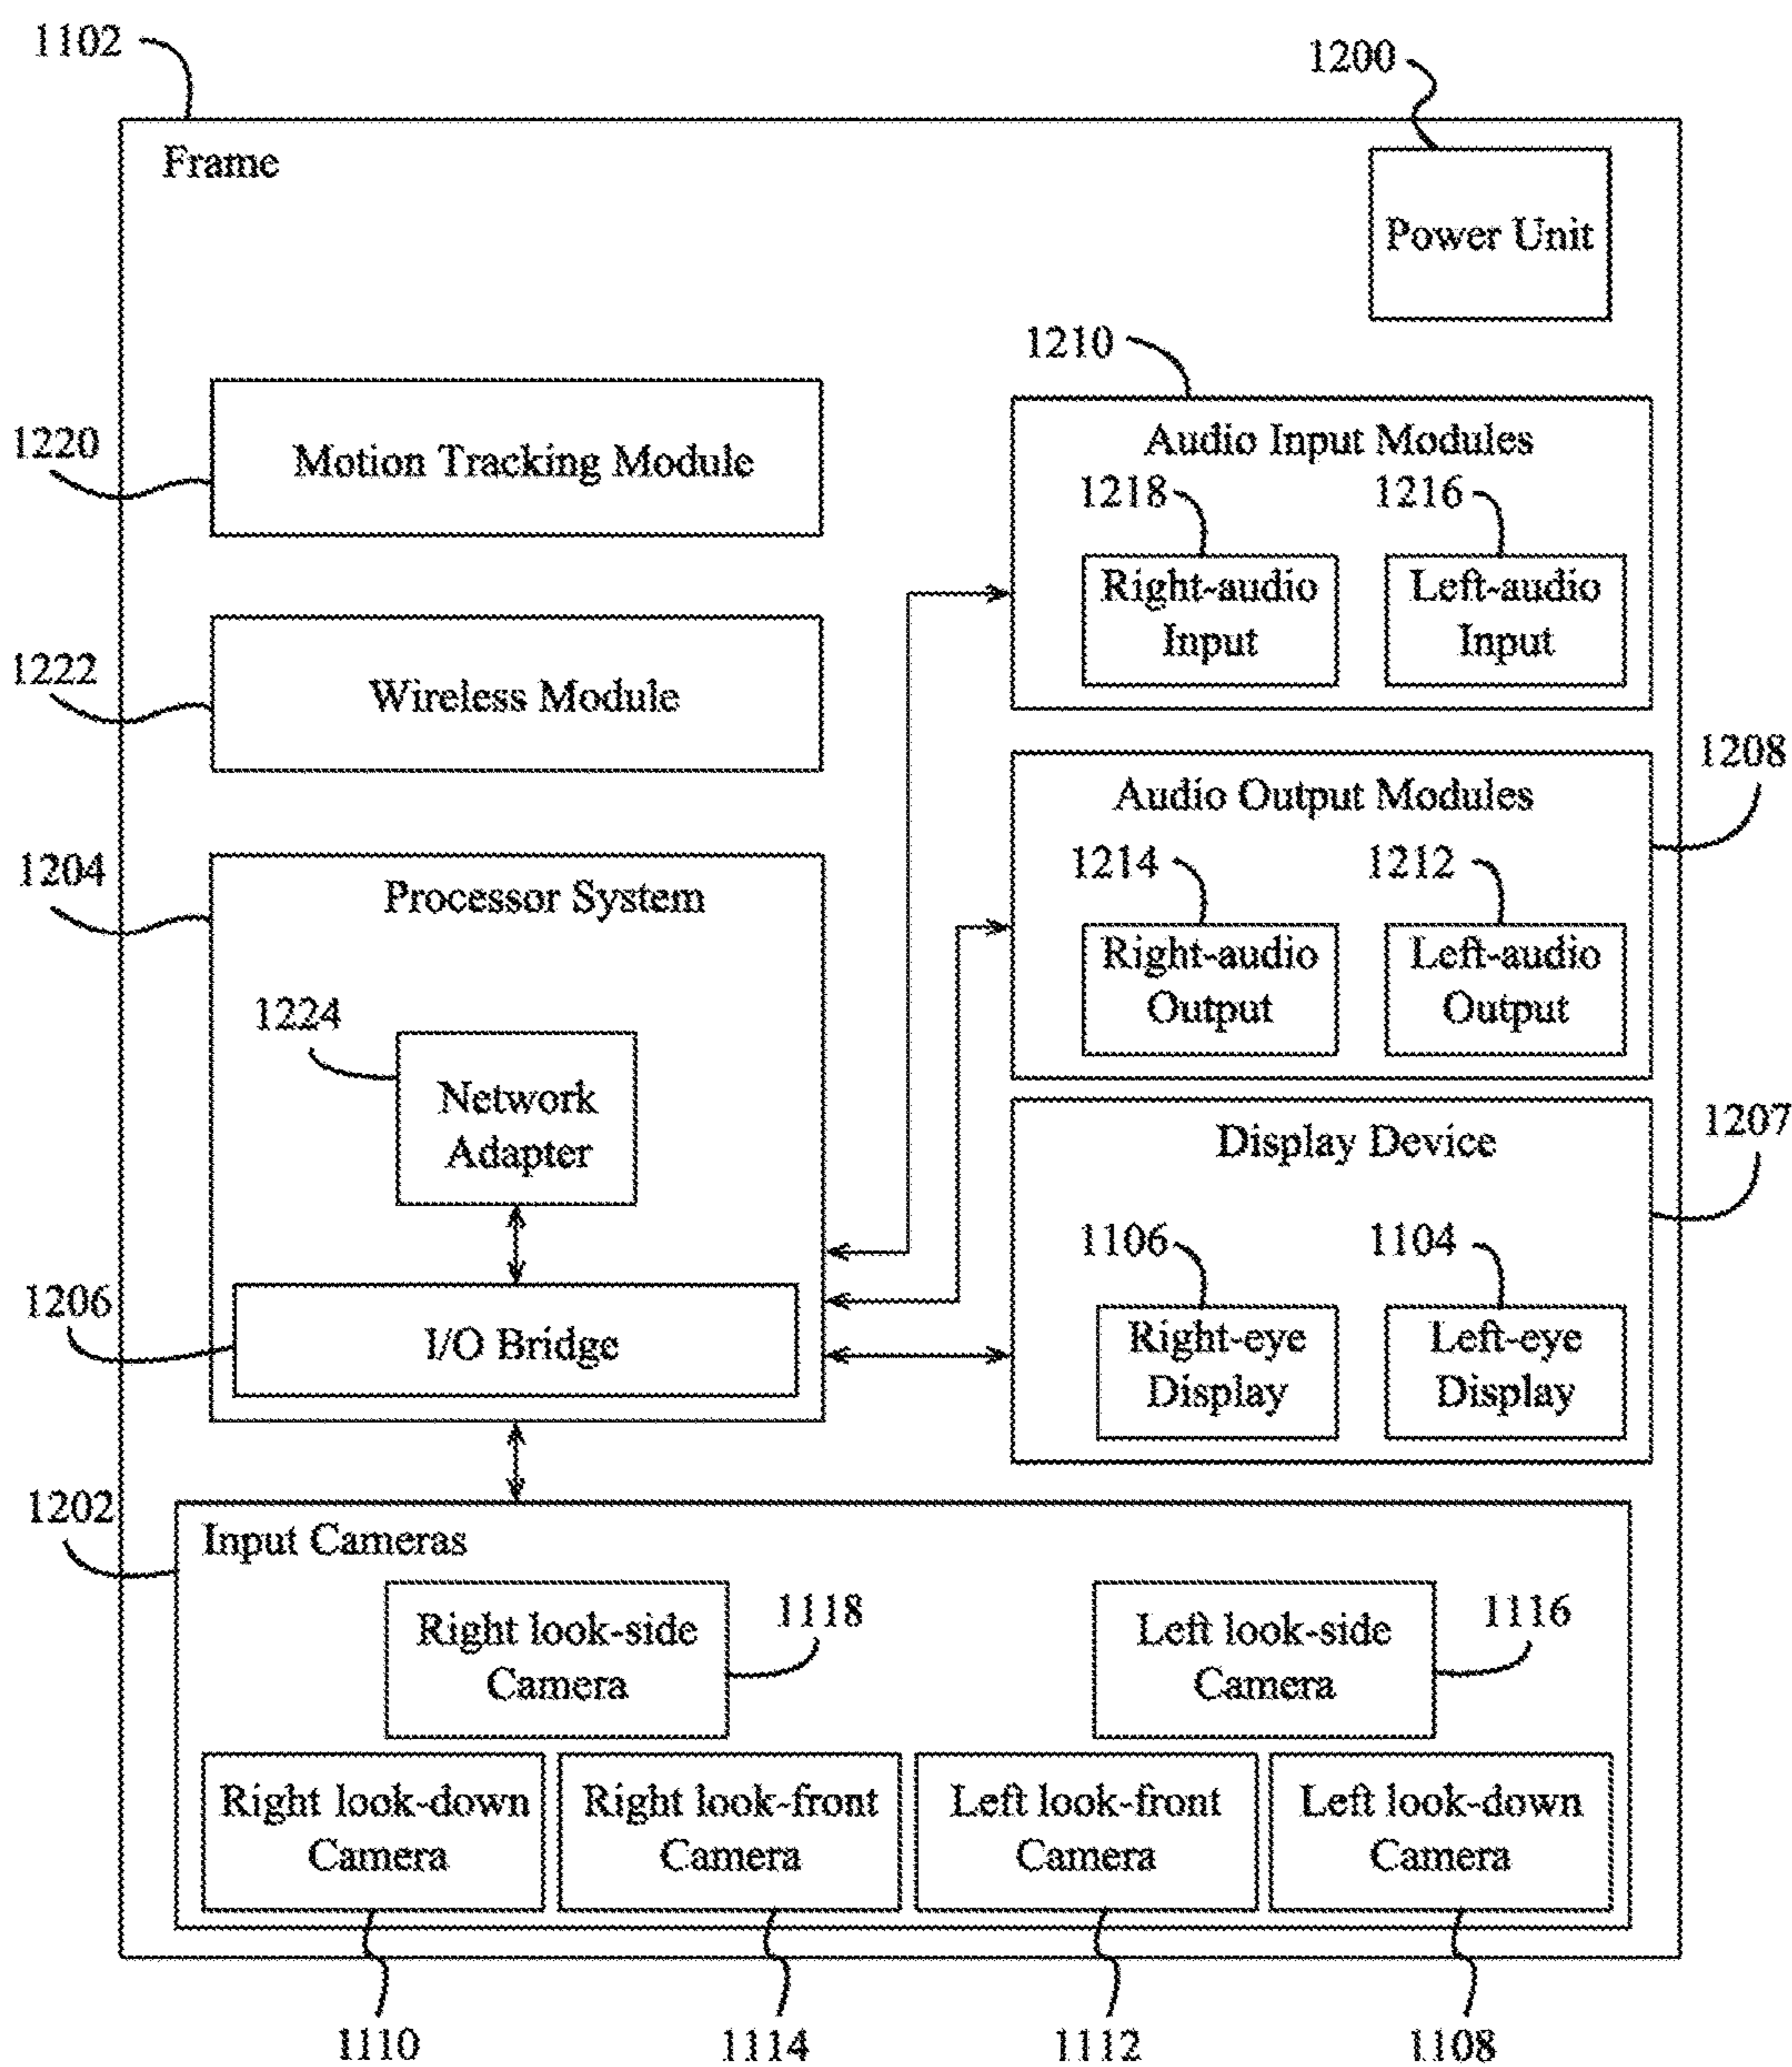 1102
1200
Frame
Power Unit
1210
1220
Motion Tracking Module
Audio Input Modules
1218
1216
Right-audio
Input
Left-audio
Input
1222
Wireless Module
1208
Audio Output Modules
1204
Processor System
1214
1212
Right-audio
Output
Left-audio
Output
1224
Network
Adapter
1207
Display Device
1106
1104
1206
I/O Bridge
Right-eye
Display
Left-eye
Display
1202
Input Cameras
Right look-side
Camera
1118
Left look-side
Camera
1116
Right look-down
Camera
Right look-front
Camera
Left look-front
Camera
Left look-down
Camera
1110
1114
1112
1108